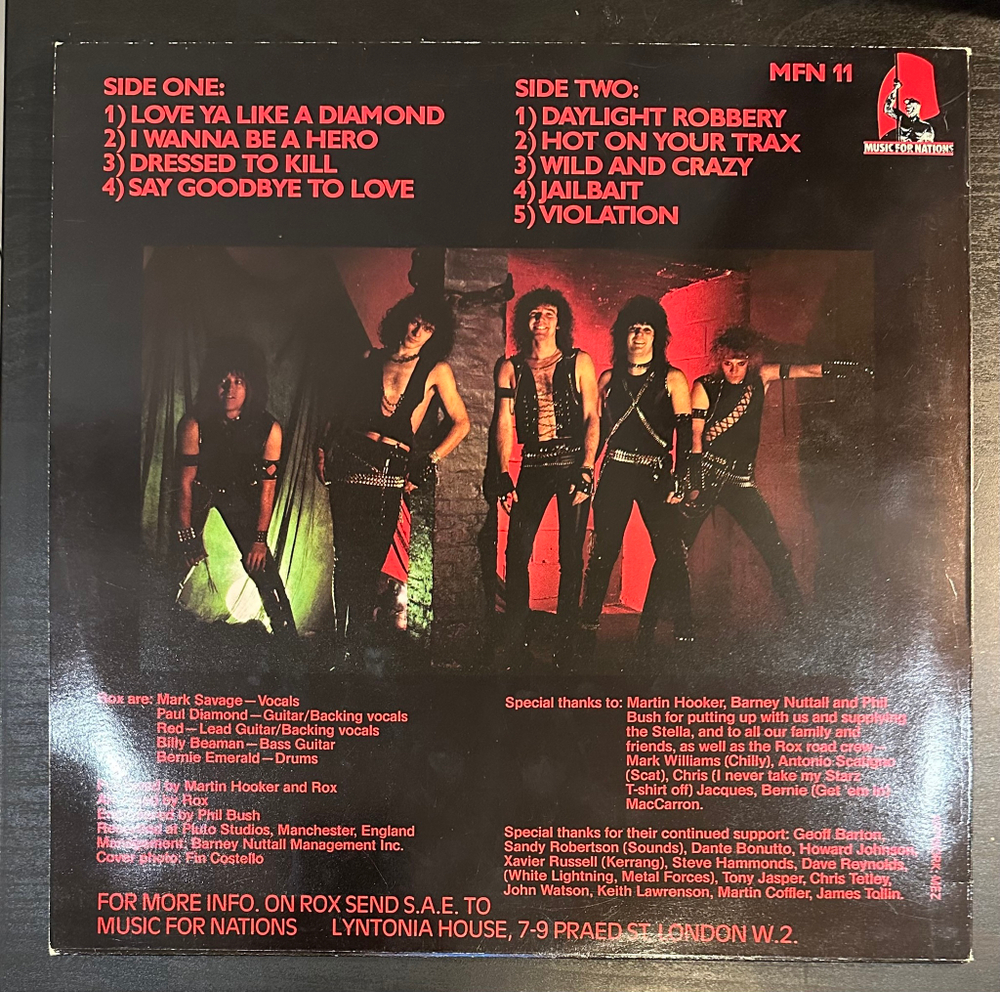 SIDE ONE:
1) LOVE YA LIKE A DIAMOND
2) I WANNA BE A HERO
3) DRESSED TO KILL
4) SAY GOODBYE TO LOVE
SIDE TWO:
1) DAYLIGHT ROBBERY
2) HOT ON YOUR TRAX
3) WILD AND CRAZY
4) JAILBAIT
5) VIOLATION
MFN 11
MUSIC FOR NATIONS
Rox are: Mark Savage—Vocals
Paul Diamond—Guitar/Backing vocals
Red—Lead Guitar/Backing vocals
Billy Beaman—Bass Guitar
Bernie Emerald—Drums
Produced by Martin Hooker and Rox
by Rox
Engineered by Phil Bush
Recorded at Pluto Studios, Manchester, England
Management: Barney Nuttall Management Inc.
Cover photo: Fin Costello
Special thanks to: Martin Hooker, Barney Nuttall and Phil
Bush for putting up with us and supplying
the Stella, and to all our family and
friends, as well as the Rox road crew—
Mark Williams (Chilly), Antonio
(Scat), Chris (I never take my Starz
T-shirt off) Jacques, Bernie (Get 'em in)
MacCarron.
Special thanks for their continued support: Geoff Barton,
Sandy Robertson (Sounds), Dante Bonutto, Howard Johnson,
Xavier Russell (Kerrang), Steve Hammonds, Dave Reynolds,
(White Lightning, Metal Forces), Tony Jasper, Chris Tetley,
John Watson, Keith Lawrenson, Martin Coffler, James Tollin.
FOR MORE INFO. ON ROX SEND S.A.E. TO
MUSIC FOR NATIONS LYNTONIA HOUSE, 7-9 PRAED ST. LONDON W.2.